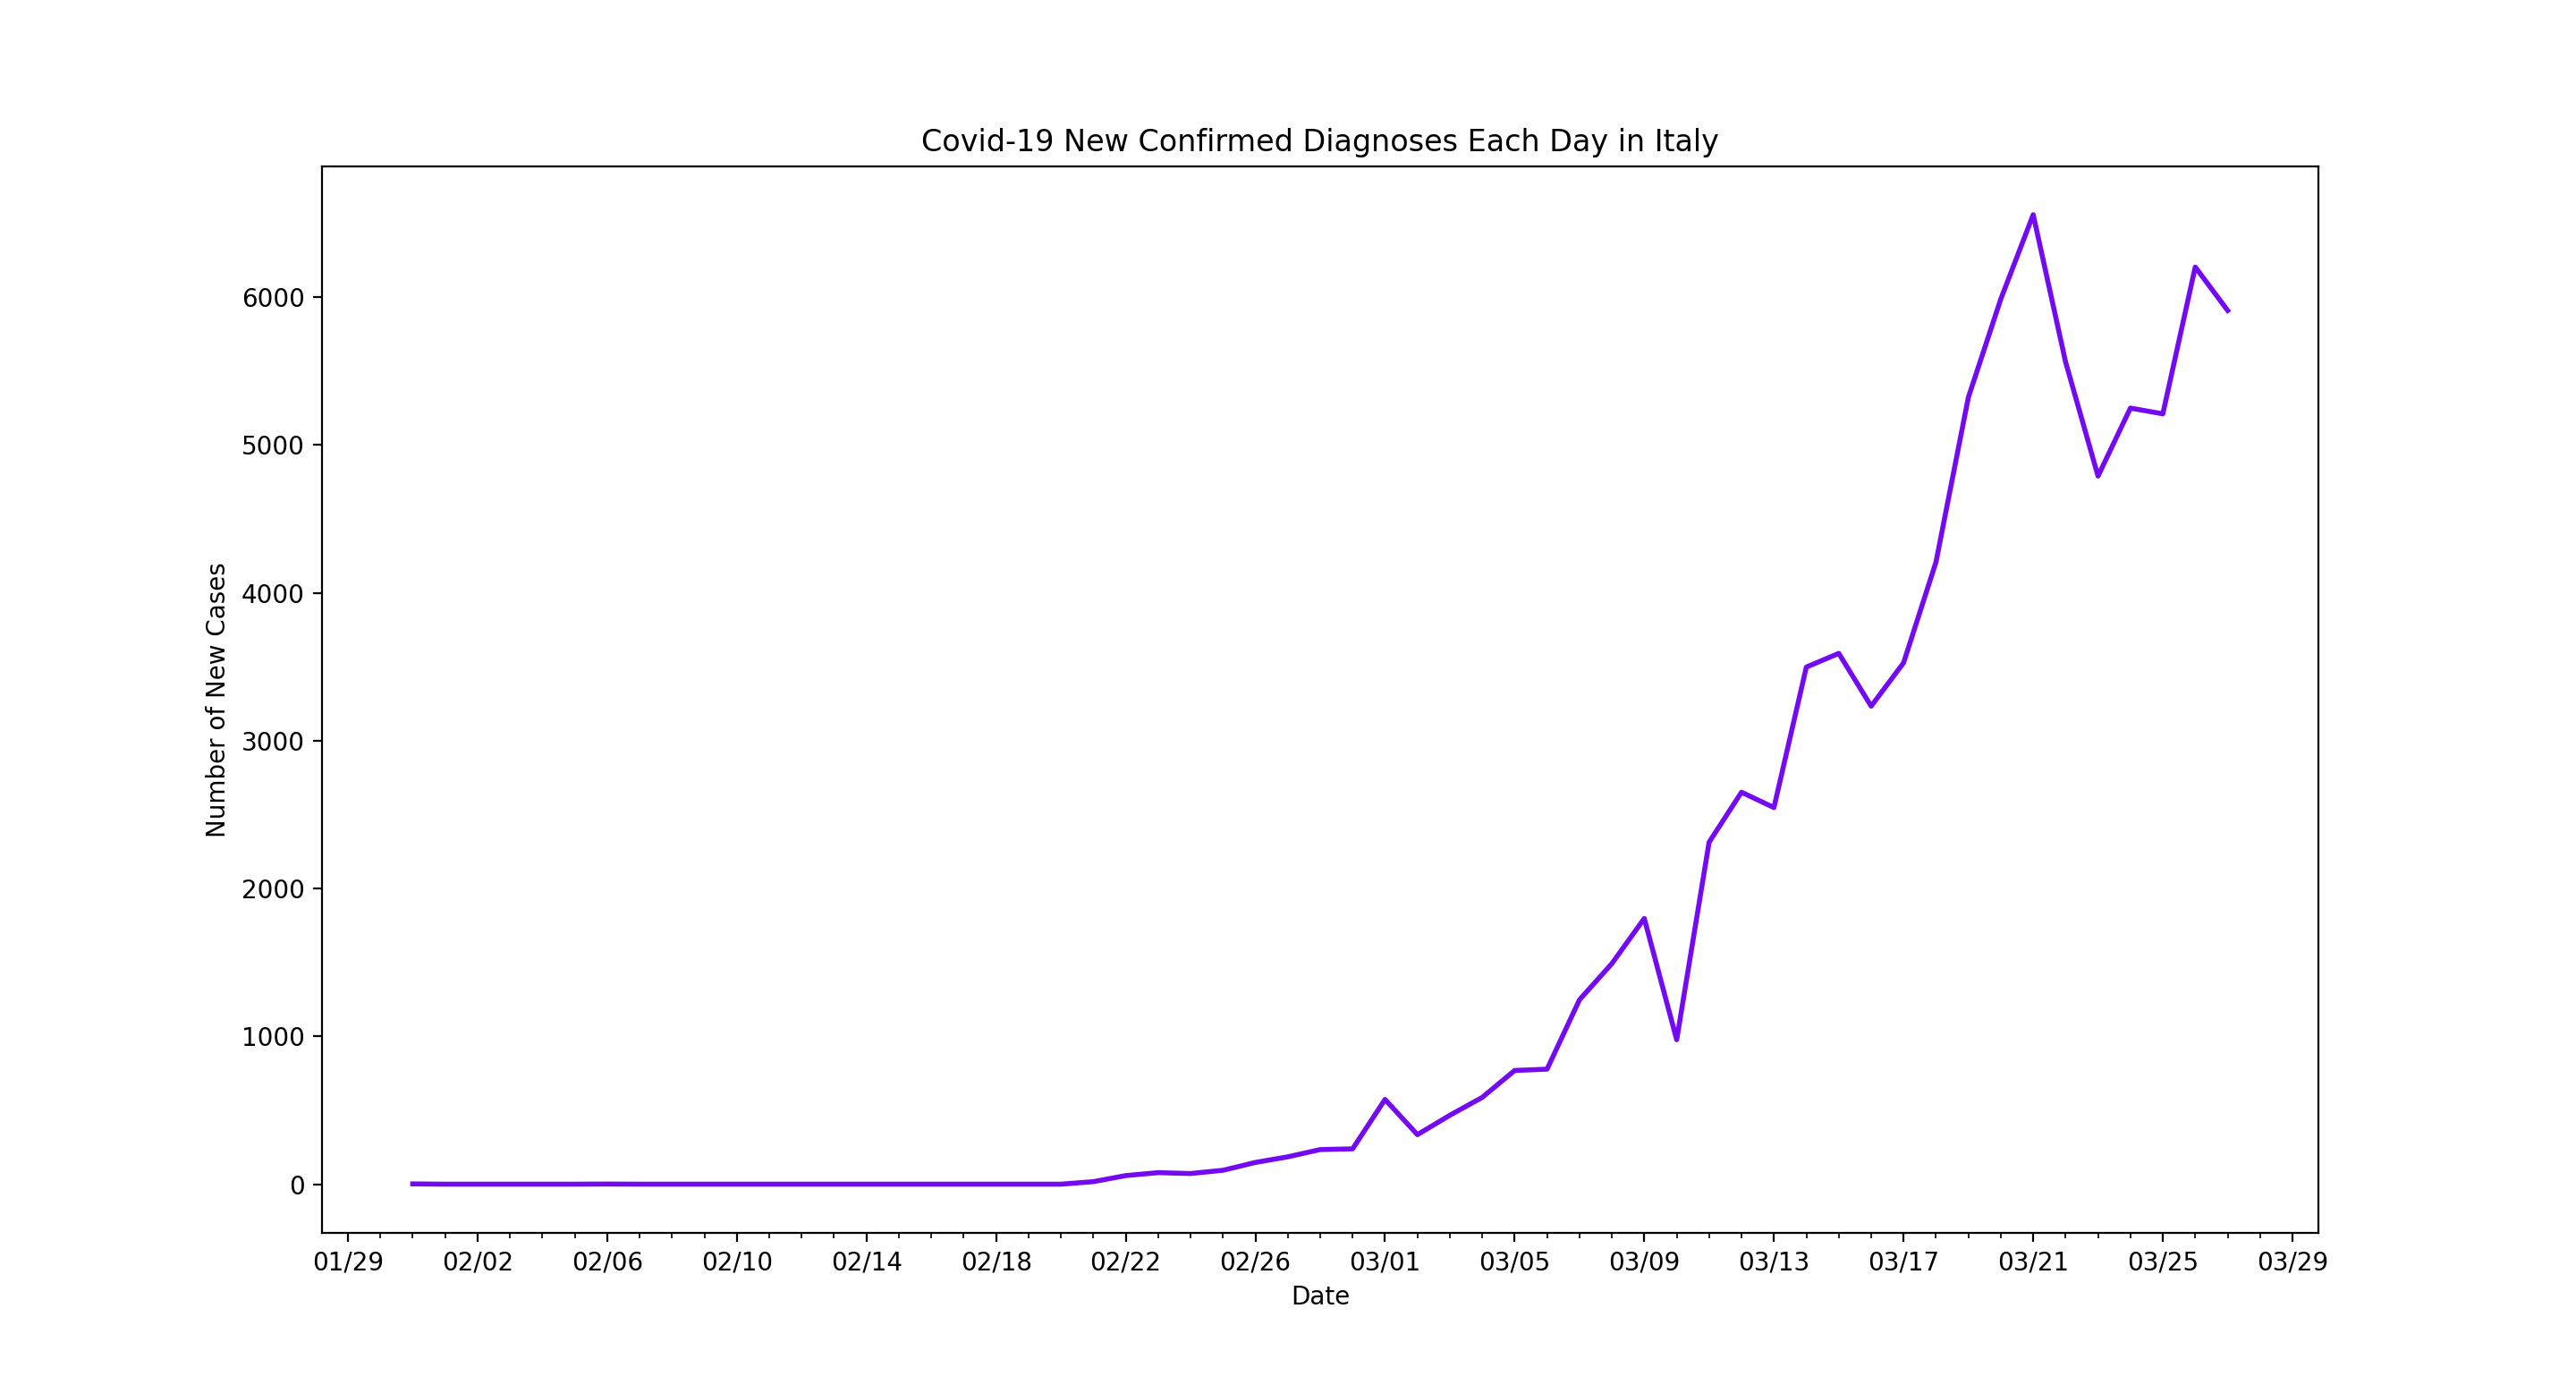 Covid-19 New Confirmed Diagnoses Each Day in Italy
Number of New Cases
6000
5000
4000
3000
2000
1000
0
01/29 02/02 02/06 02/10 02/14 02/18 02/22 02/26 03/01 03/05 03/09 03/13 03/17 03/21 03/25 03/29
Date